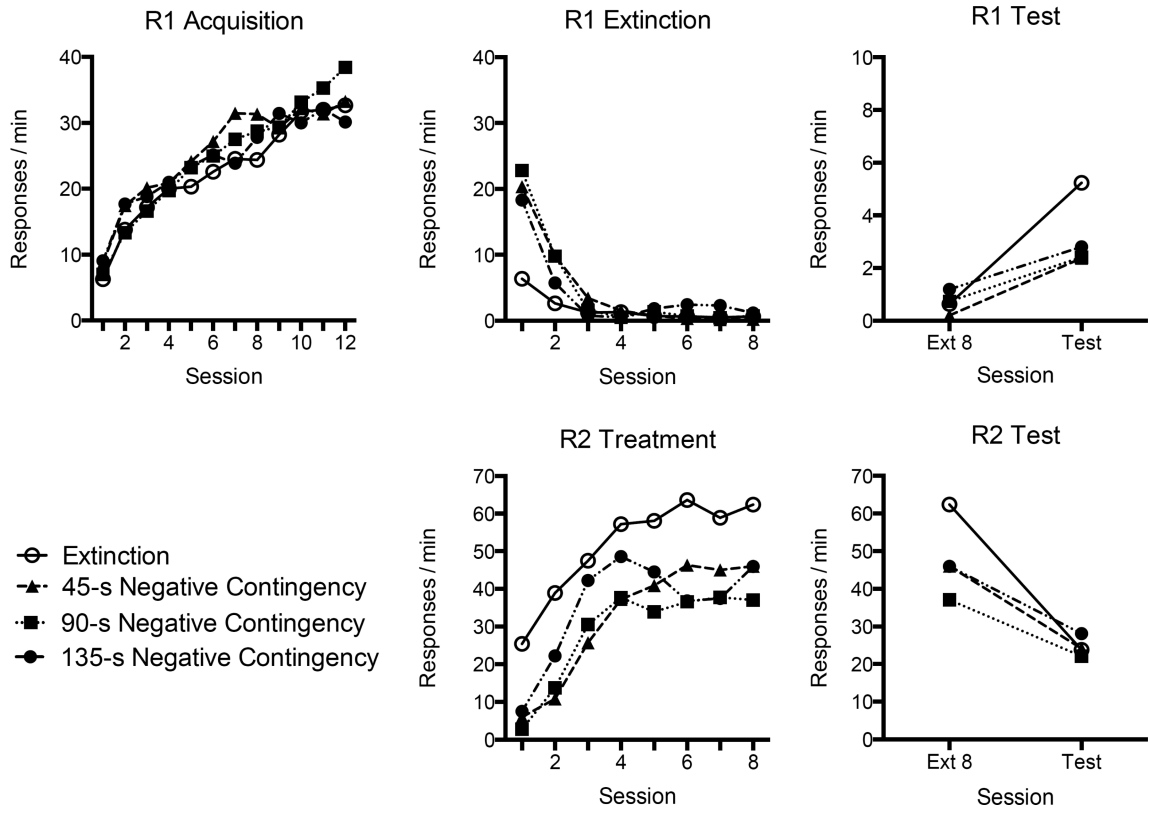 R1 Acquisition
Responses / min
40
30
20
10
0
2 4 6 8 10 12
Session
R1 Extinction
Responses / min
40
30
20
10
0
2 4 6 8
Session
R1 Test
Responses / min
10
8
6
4
2
0
Ext 8 Test
Session
Extinction
45-s Negative Contingency
90-s Negative Contingency
135-s Negative Contingency
R2 Treatment
Responses / min
70
60
50
40
30
20
10
0
2 4 6 8
Session
R2 Test
Responses / min
70
60
50
40
30
20
10
0
Ext 8 Test
Session